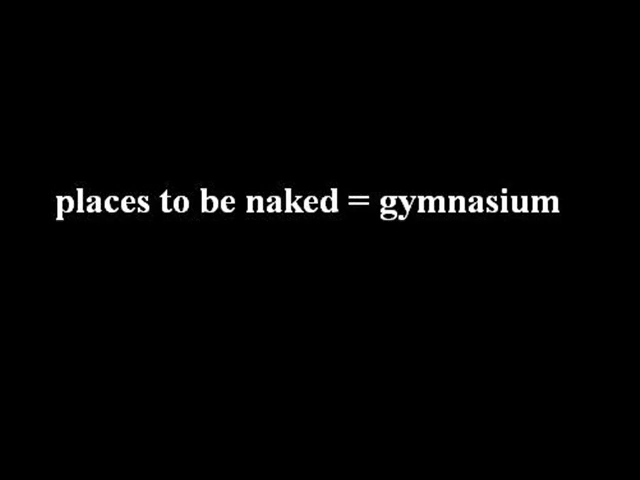 places to be naked = gymnasium